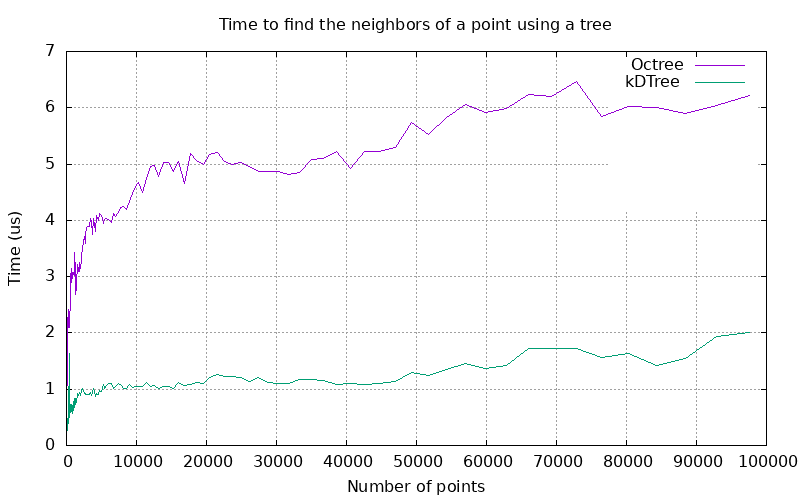 Time to find the neighbors of a point using a tree
7
6
5
4
3
2
1
0
Time (us)
Octree
kDTree
0 10000 20000 30000 40000 50000 60000 70000 80000 90000 100000
Number of points